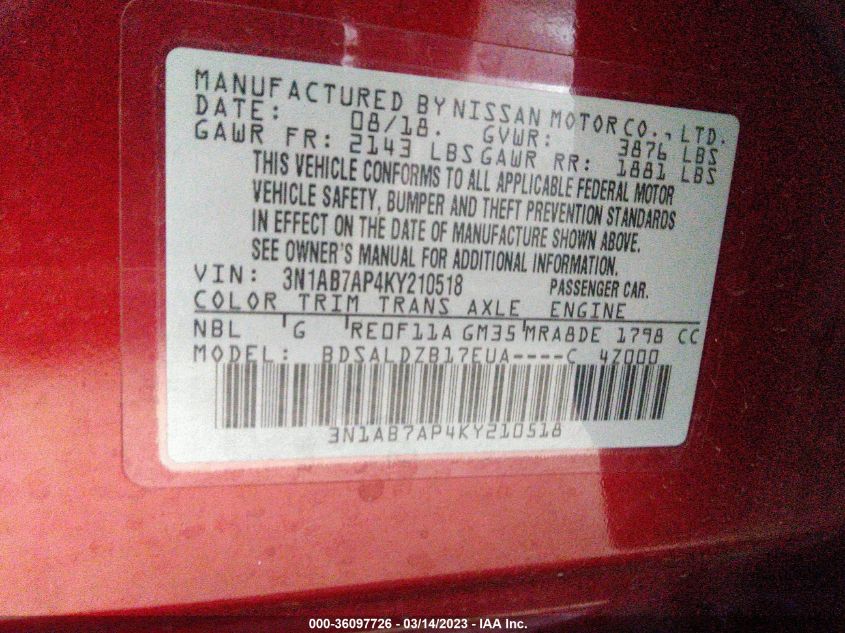 MANUFACTURED BY NISSAN MOTOR CO., LTD.
DATE: 08/18. GVWR: 3876 LBS
GAWR FR: 2143 LBS GAWR RR: 1881 LBS
THIS VEHICLE CONFORMS TO ALL APPLICABLE FEDERAL MOTOR
VEHICLE SAFETY, BUMPER AND THEFT PREVENTION STANDARDS
IN EFFECT ON THE DATE OF MANUFACTURE SHOWN ABOVE.
SEE OWNER'S MANUAL FOR ADDITIONAL INFORMATION.
VIN: 3N1AB7AP4KY210518 PASSENGER CAR.
COLOR TRIM TRANS AXLE ENGINE
NBL G RE0F11A GM35 MRA8DE 1798 CC
MODEL: BDSALDZB17EUA----C 4Z000
3N1AB7AP4KY210518
000-36097726 - 03/14/2023 - IAA Inc.